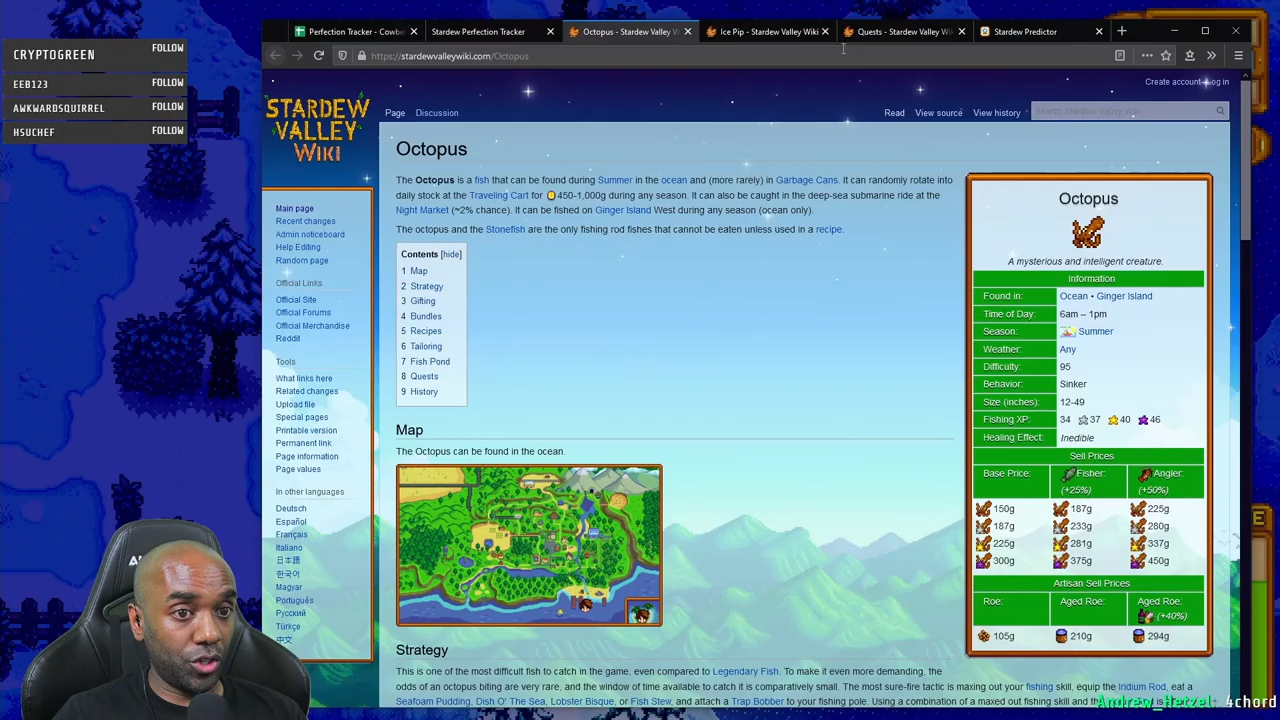 CRYPTOGREEN FOLLOW
EEB123 FOLLOW
AWKWARDSQUIRREL FOLLOW
HSUCHEF FOLLOW
Perfection Tracker - Cowbe
Stardew Perfection Tracker
Octopus - Stardew Valley W
Ice Pip - Stardew Valley Wiki
Quests - Stardew Valley Wik
Stardew Predictor
https://stardewvalleywiki.com/Octopus
Create account Log in
STARDEW VALLEY WIKI
Page Discussion Read View source View history Search Stardew Valley Wiki
Main page
Recent changes
Admin noticeboard
Help Editing
Random page
Official Links
Official Site
Official Forums
Official Merchandise
Reddit
Tools
What links here
Related changes
Upload file
Special pages
Printable version
Permanent link
Page information
Page values
In other languages
Deutsch
Español
Français
Italiano
日本語
한국어
Magyar
Português
Русский
Türkçe
中文
Octopus
The Octopus is a fish that can be found during Summer in the ocean and (more rarely) in Garbage Cans. It can randomly rotate into
daily stock at the Traveling Cart for 450-1,000g during any season. It can also be caught in the deep-sea submarine ride at the
Night Market (≈2% chance). It can be fished on Ginger Island West during any season (ocean only).
The octopus and the Stonefish are the only fishing rod fishes that cannot be eaten unless used in a recipe.
Contents [hide]
1 Map
2 Strategy
3 Gifting
4 Bundles
5 Recipes
6 Tailoring
7 Fish Pond
8 Quests
9 History
Map
The Octopus can be found in the ocean.
Strategy
This is one of the most difficult fish to catch in the game, even compared to Legendary Fish. To make it even more demanding, the
odds of an octopus biting are very rare, and the window of time available to catch it is comparatively small. The most sure-fire tactic is maxing out your fishing skill, equip the Iridium Rod, eat a
Seafoam Pudding, Dish O' The Sea, Lobster Bisque, or Fish Stew, and attach a Trap Bobber to your fishing pole. Using a combination of a maxed out fishing skill and
Octopus
A mysterious and intelligent creature.
Information
Found in: Ocean • Ginger Island
Time of Day: 6am – 1pm
Season: Summer
Weather: Any
Difficulty: 95
Behavior: Sinker
Size (inches): 12-49
Fishing XP: 34 37 40 46
Healing Effect: Inedible
Sell Prices
Base Price: Fisher: (+25%) Angler: (+50%)
150g 187g 225g
187g 233g 280g
225g 281g 337g
300g 375g 450g
Artisan Sell Prices
Roe: Aged Roe: Aged Roe: (+40%)
105g 210g 294g
Andrew_Hetzel: 4chord